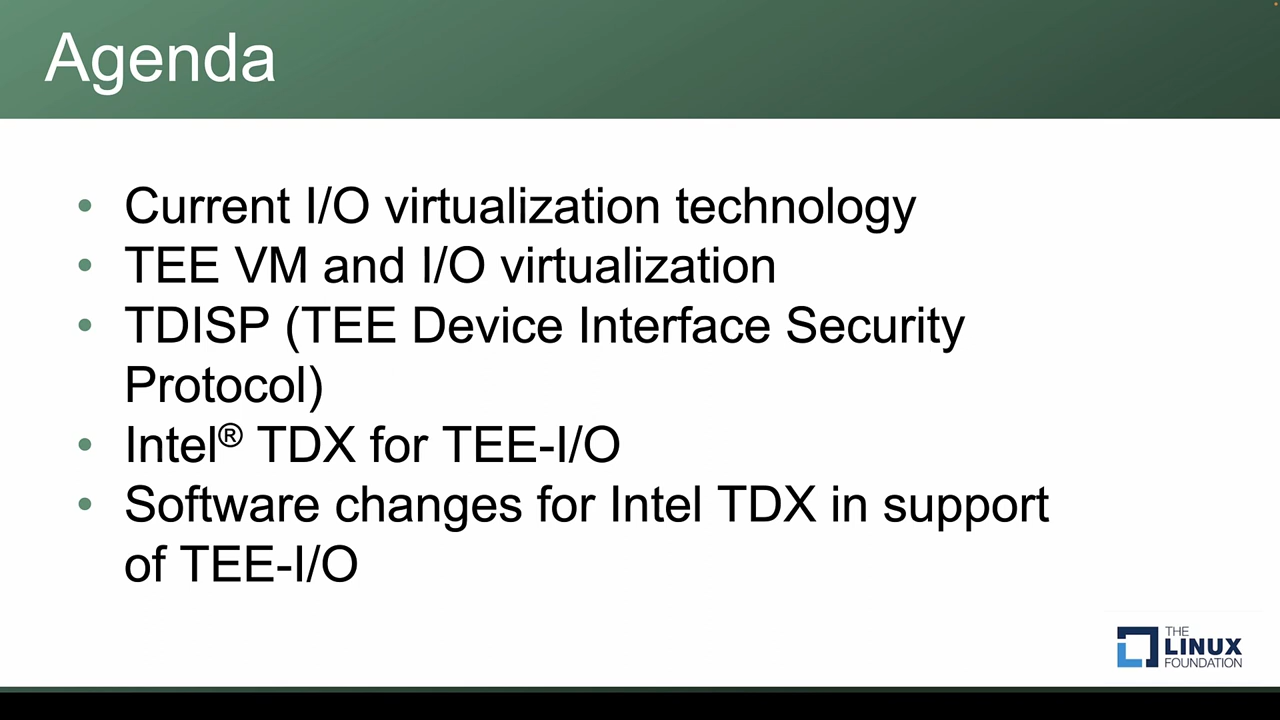 Agenda
• Current I/O virtualization technology
• TEE VM and I/O virtualization
• TDISP (TEE Device Interface Security
Protocol)
• Intel® TDX for TEE-I/O
• Software changes for Intel TDX in support
of TEE-I/O
THE
LINUX
FOUNDATION